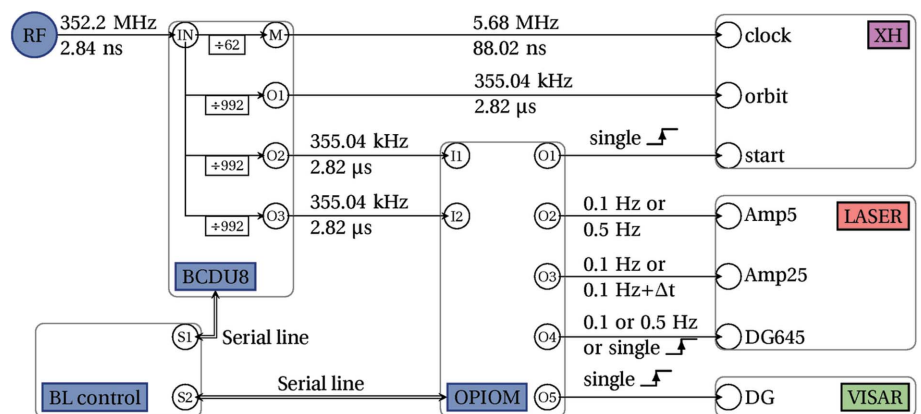 RF
352.2 MHz
2.84 ns
IN
÷62
M
5.68 MHz
88.02 ns
clock
XH
÷992
O1
355.04 kHz
2.82 µs
orbit
÷992
O2
355.04 kHz
2.82 µs
I1
O1
single
start
÷992
O3
355.04 kHz
2.82 µs
I2
O2
0.1 Hz or
0.5 Hz
Amp5
LASER
BCDU8
O3
0.1 Hz or
0.1 Hz+Δt
Amp25
S1
Serial line
O4
0.1 or 0.5 Hz
or single
DG645
BL control
S2
Serial line
OPIOM
O5
single
DG
VISAR